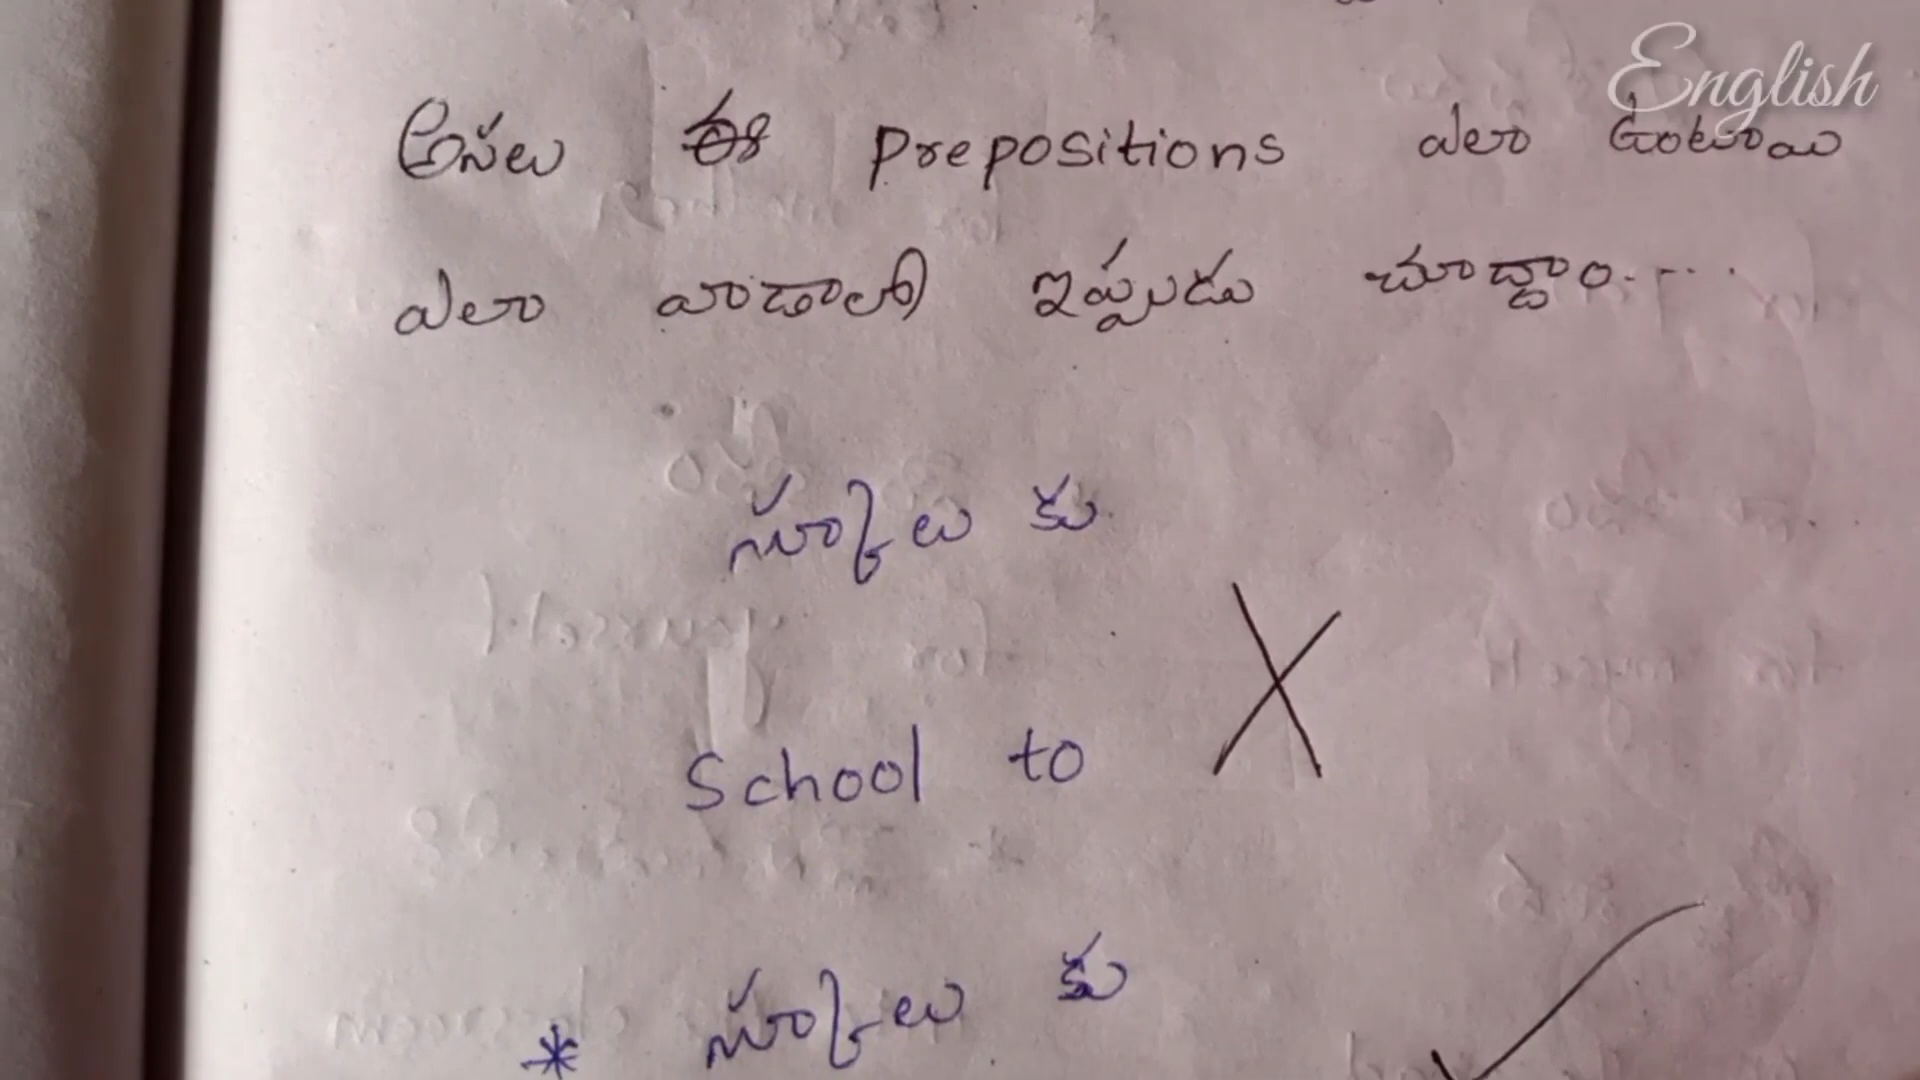 English
అసలు ఈ prepositions ఎలా ఉంటాయి
ఎలా వాడాలి ఇప్పుడు చూద్దాం.....
స్కూలు కు
School to
* స్కూలు కు